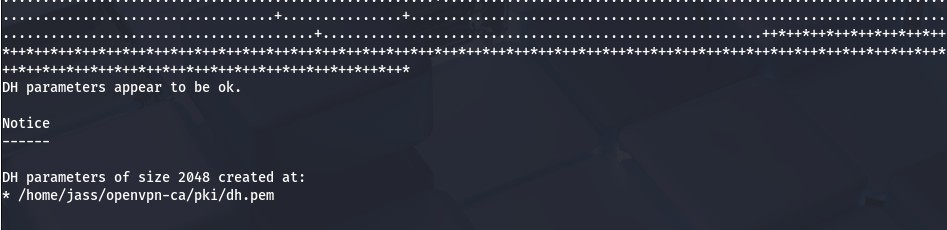 DH parameters appear to be ok.
Notice
------
DH parameters of size 2048 created at:
* /home/jass/openvpn-ca/pki/dh.pem